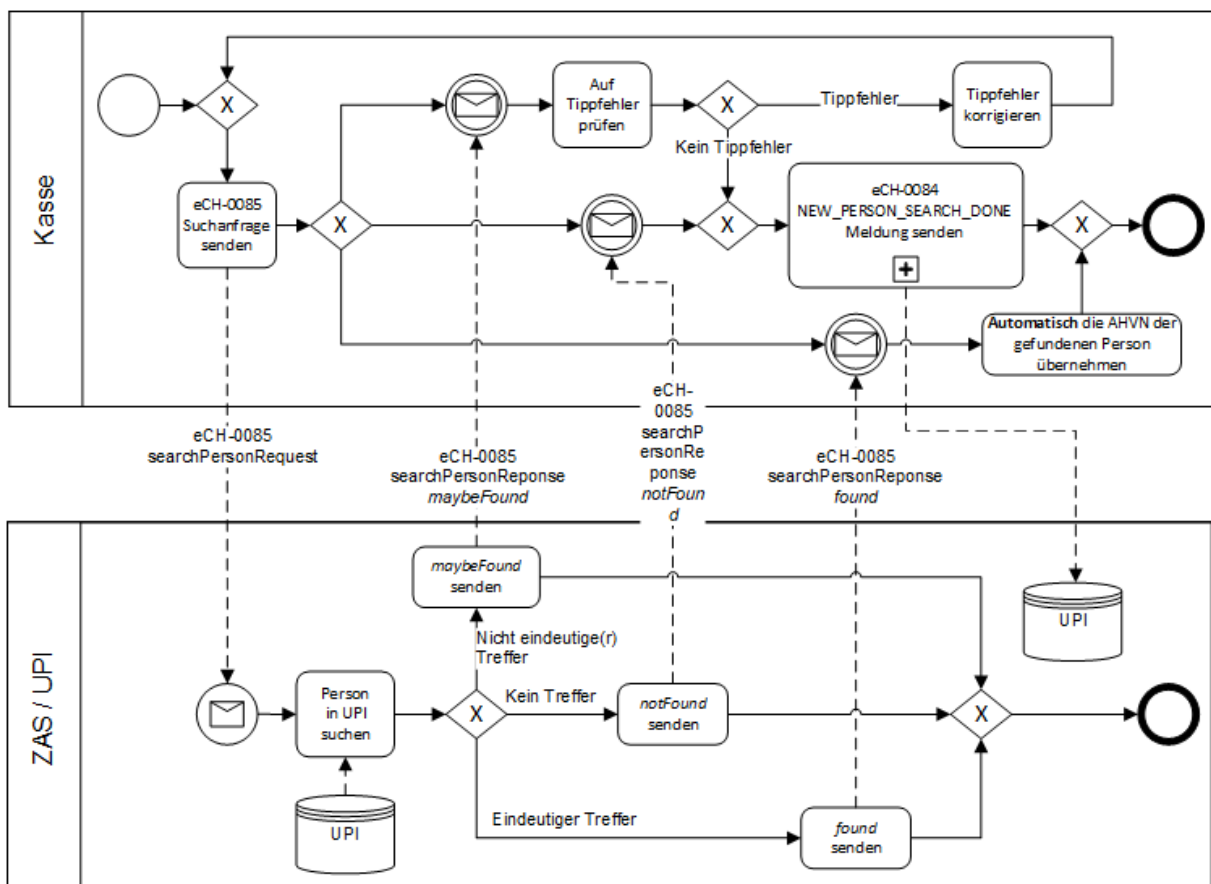 Kasse
X
eCH-0085
Suchanfrage
senden
X
Auf
Tippfehler
prüfen
X
Tippfehler
Tippfehler
korrigieren
Kein Tippfehler
X
eCH-0084
NEW_PERSON_SEARCH_DONE
Meldung senden
X
Automatisch die AHVN der
gefundenen Person
übernehmen
eCH-0085
searchPersonRequest
eCH-0085
searchPersonReponse
maybeFound
eCH-
0085
searchP
ersonRe
ponse
notFoun
d
eCH-0085
searchPersonReponse
found
ZAS / UPI
Person
in UPI
suchen
UPI
X
Nicht eindeutige(r)
Treffer
maybeFound
senden
Kein Treffer
notFound
senden
Eindeutiger Treffer
found
senden
X
UPI